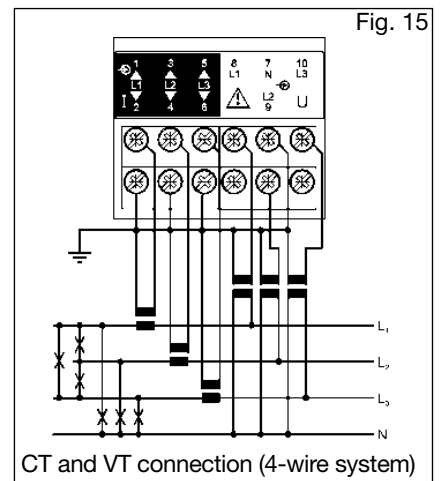 Fig. 15
1 3 5 8 7 10
L1 N L3
L1 L2 L3
I L2 U
2 4 6 9
L₁
L₂
L₃
N
CT and VT connection (4-wire system)